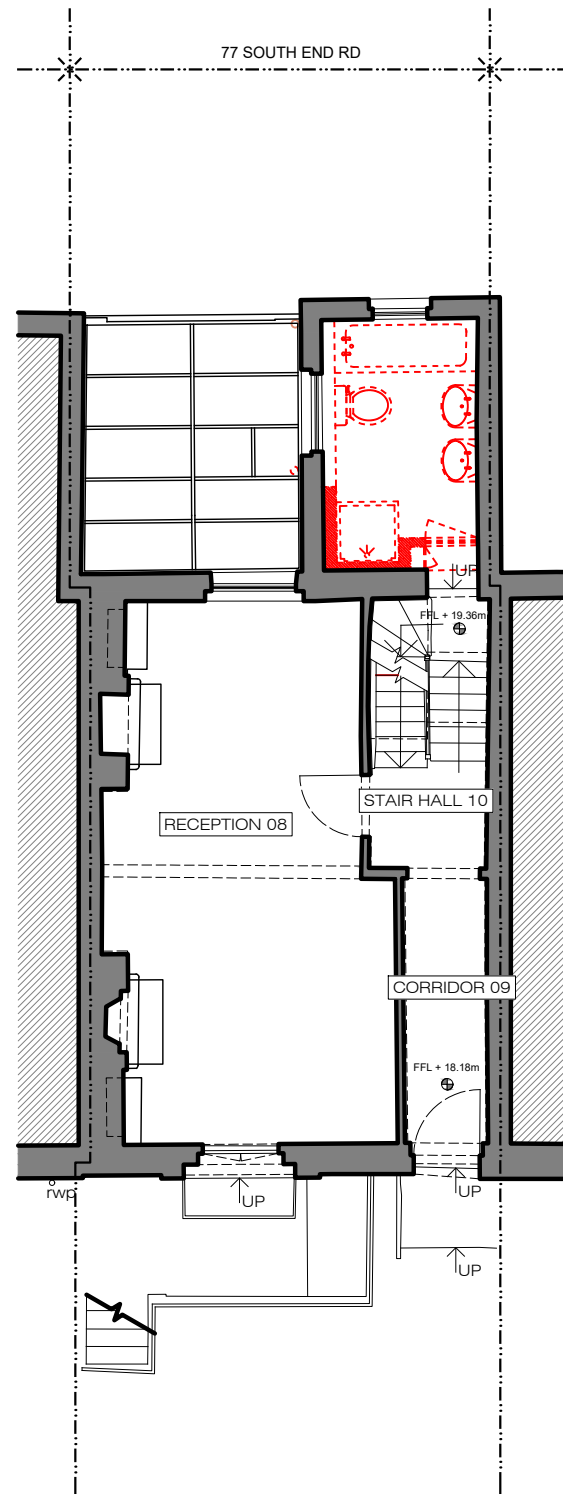 77 SOUTH END RD
UP
FFL + 19.36m
STAIR HALL 10
RECEPTION 08
CORRIDOR 09
FFL + 18.18m
rwp
UP
UP
UP